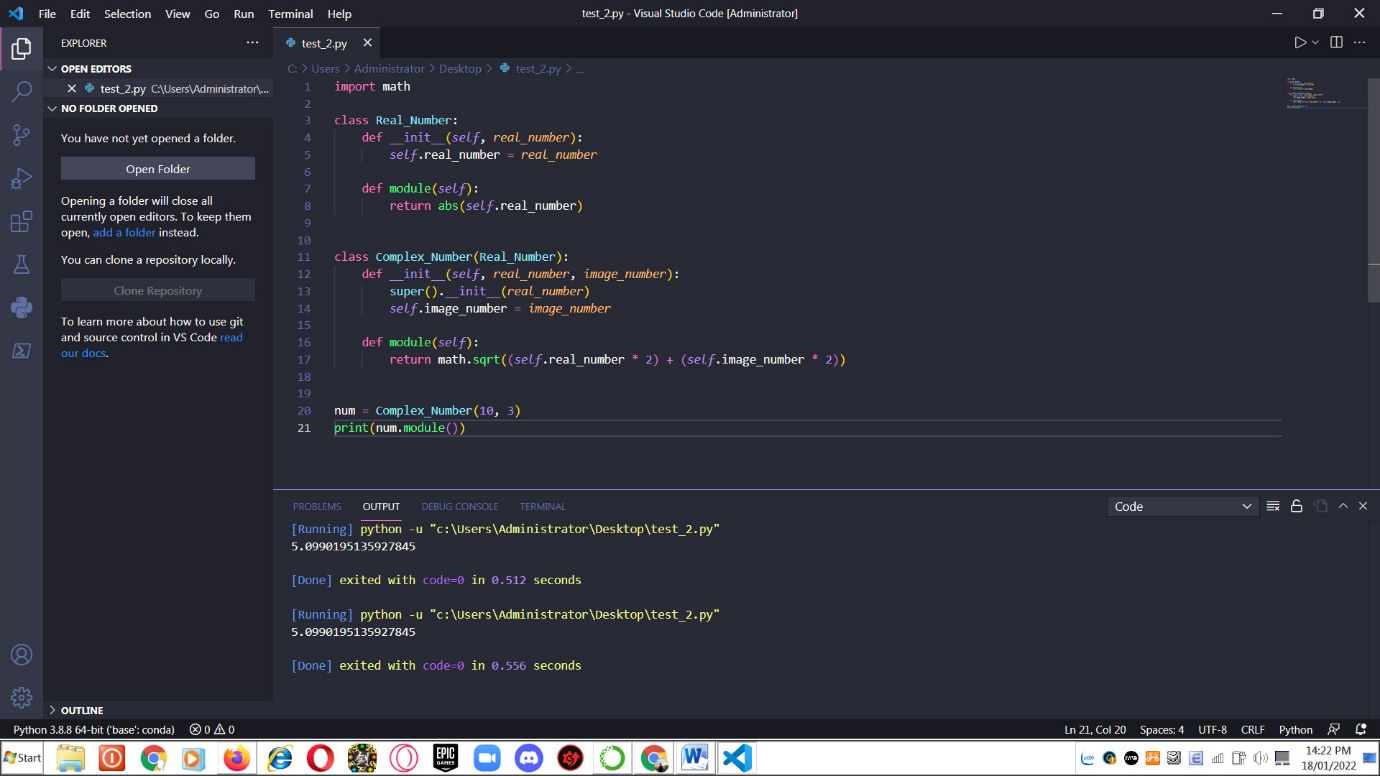 File Edit Selection View Go Run Terminal Help
test_2.py - Visual Studio Code [Administrator]
EXPLORER
OPEN EDITORS
test_2.py C:\Users\Administrator\...
NO FOLDER OPENED
You have not yet opened a folder.
Open Folder
Opening a folder will close all
currently open editors. To keep them
open, add a folder instead.
You can clone a repository locally.
Clone Repository
To learn more about how to use git
and source control in VS Code read
our docs.
OUTLINE
test_2.py
C: > Users > Administrator > Desktop > test_2.py > ...
1 import math
2
3 class Real_Number:
4 def __init__(self, real_number):
5 self.real_number = real_number
6
7 def module(self):
8 return abs(self.real_number)
9
10
11 class Complex_Number(Real_Number):
12 def __init__(self, real_number, image_number):
13 super().__init__(real_number)
14 self.image_number = image_number
15
16 def module(self):
17 return math.sqrt((self.real_number * 2) + (self.image_number * 2))
18
19
20 num = Complex_Number(10, 3)
21 print(num.module())
PROBLEMS OUTPUT DEBUG CONSOLE TERMINAL
Code
[Running] python -u "c:\Users\Administrator\Desktop\test_2.py"
5.0990195135927845
[Done] exited with code=0 in 0.512 seconds
[Running] python -u "c:\Users\Administrator\Desktop\test_2.py"
5.0990195135927845
[Done] exited with code=0 in 0.556 seconds
Python 3.8.8 64-bit ('base': conda) 0 0
Ln 21, Col 20 Spaces: 4 UTF-8 CRLF Python
Start
EPIC
GAMES
14:22 PM
18/01/2022